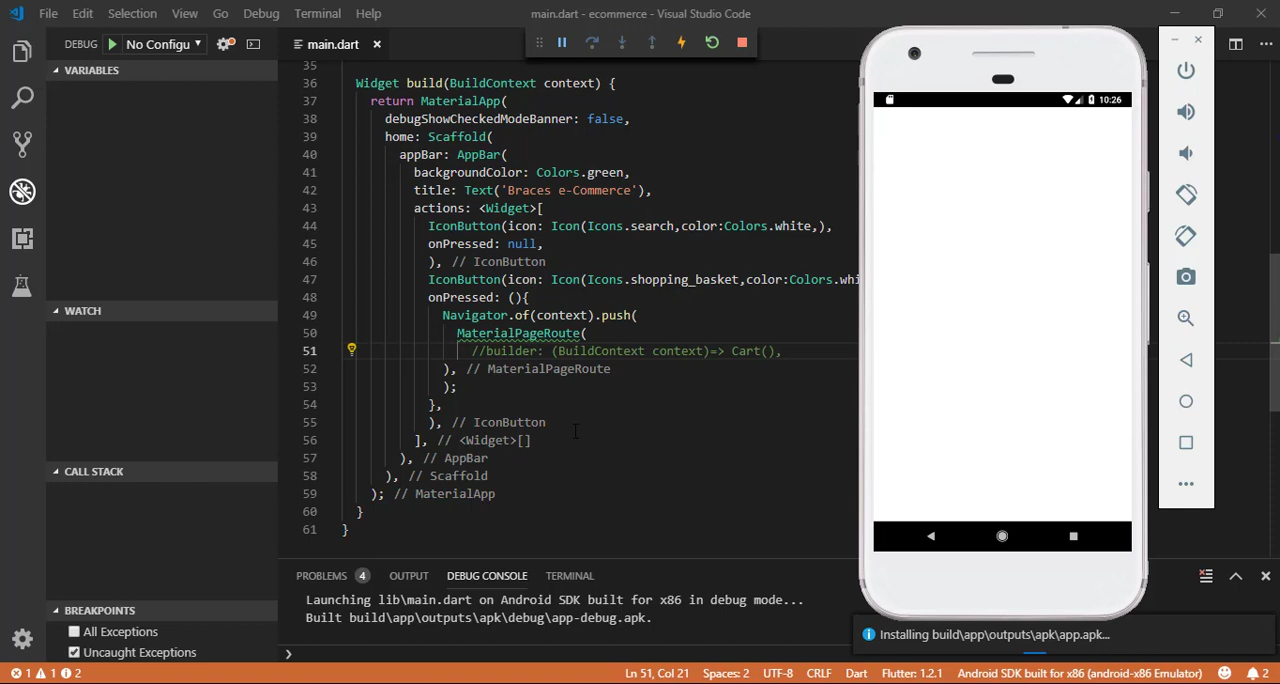 File Edit Selection View Go Debug Terminal Help
main.dart - ecommerce - Visual Studio Code
DEBUG No Configu
main.dart
VARIABLES
WATCH
CALL STACK
BREAKPOINTS
All Exceptions
Uncaught Exceptions
35
36 Widget build(BuildContext context) {
37 return MaterialApp(
38 debugShowCheckedModeBanner: false,
39 home: Scaffold(
40 appBar: AppBar(
41 backgroundColor: Colors.green,
42 title: Text('Braces e-Commerce'),
43 actions: <Widget>[
44 IconButton(icon: Icon(Icons.search,color:Colors.white,),
45 onPressed: null,
46 ), // IconButton
47 IconButton(icon: Icon(Icons.shopping_basket,color:Colors.whi
48 onPressed: (){
49 Navigator.of(context).push(
50 MaterialPageRoute(
51 //builder: (BuildContext context)=> Cart(),
52 ), // MaterialPageRoute
53 );
54 },
55 ), // IconButton
56 ], // <Widget>[]
57 ), // AppBar
58 ), // Scaffold
59 ); // MaterialApp
60 }
61 }
10:26
PROBLEMS 4 OUTPUT DEBUG CONSOLE TERMINAL
Launching lib\main.dart on Android SDK built for x86 in debug mode...
Built build\app\outputs\apk\debug\app-debug.apk.
Installing build\app\outputs\apk\app.apk...
1 1 2 Ln 51, Col 21 Spaces: 2 UTF-8 CRLF Dart Flutter: 1.2.1 Android SDK built for x86 (android-x86 Emulator) 2